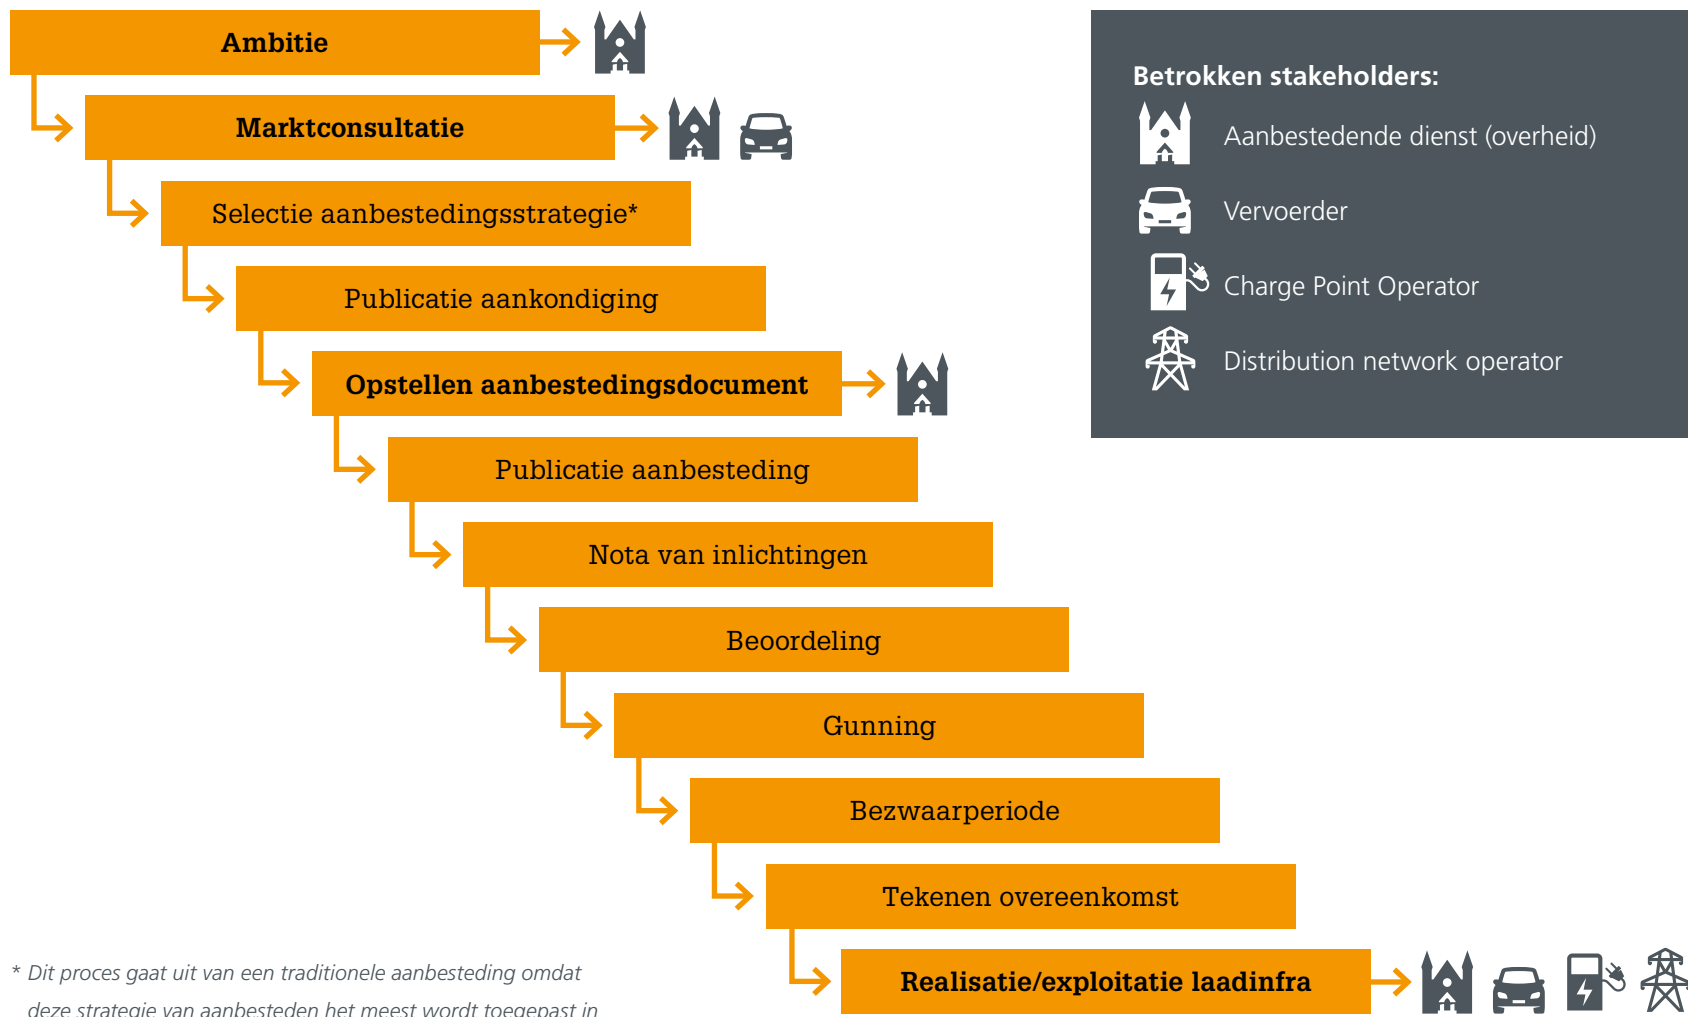 Ambitie
Marktconsultatie
Selectie aanbestedingsstrategie*
Publicatie aankondiging
Opstellen aanbestedingsdocument
Publicatie aanbesteding
Nota van inlichtingen
Beoordeling
Gunning
Bezwaarperiode
Tekenen overeenkomst
Realisatie/exploitatie laadinfra
Betrokken stakeholders:
Aanbestedende dienst (overheid)
Vervoerder
Charge Point Operator
Distribution network operator
* Dit proces gaat uit van een traditionele aanbesteding omdat
deze strategie van aanbesteden het meest wordt toegepast in